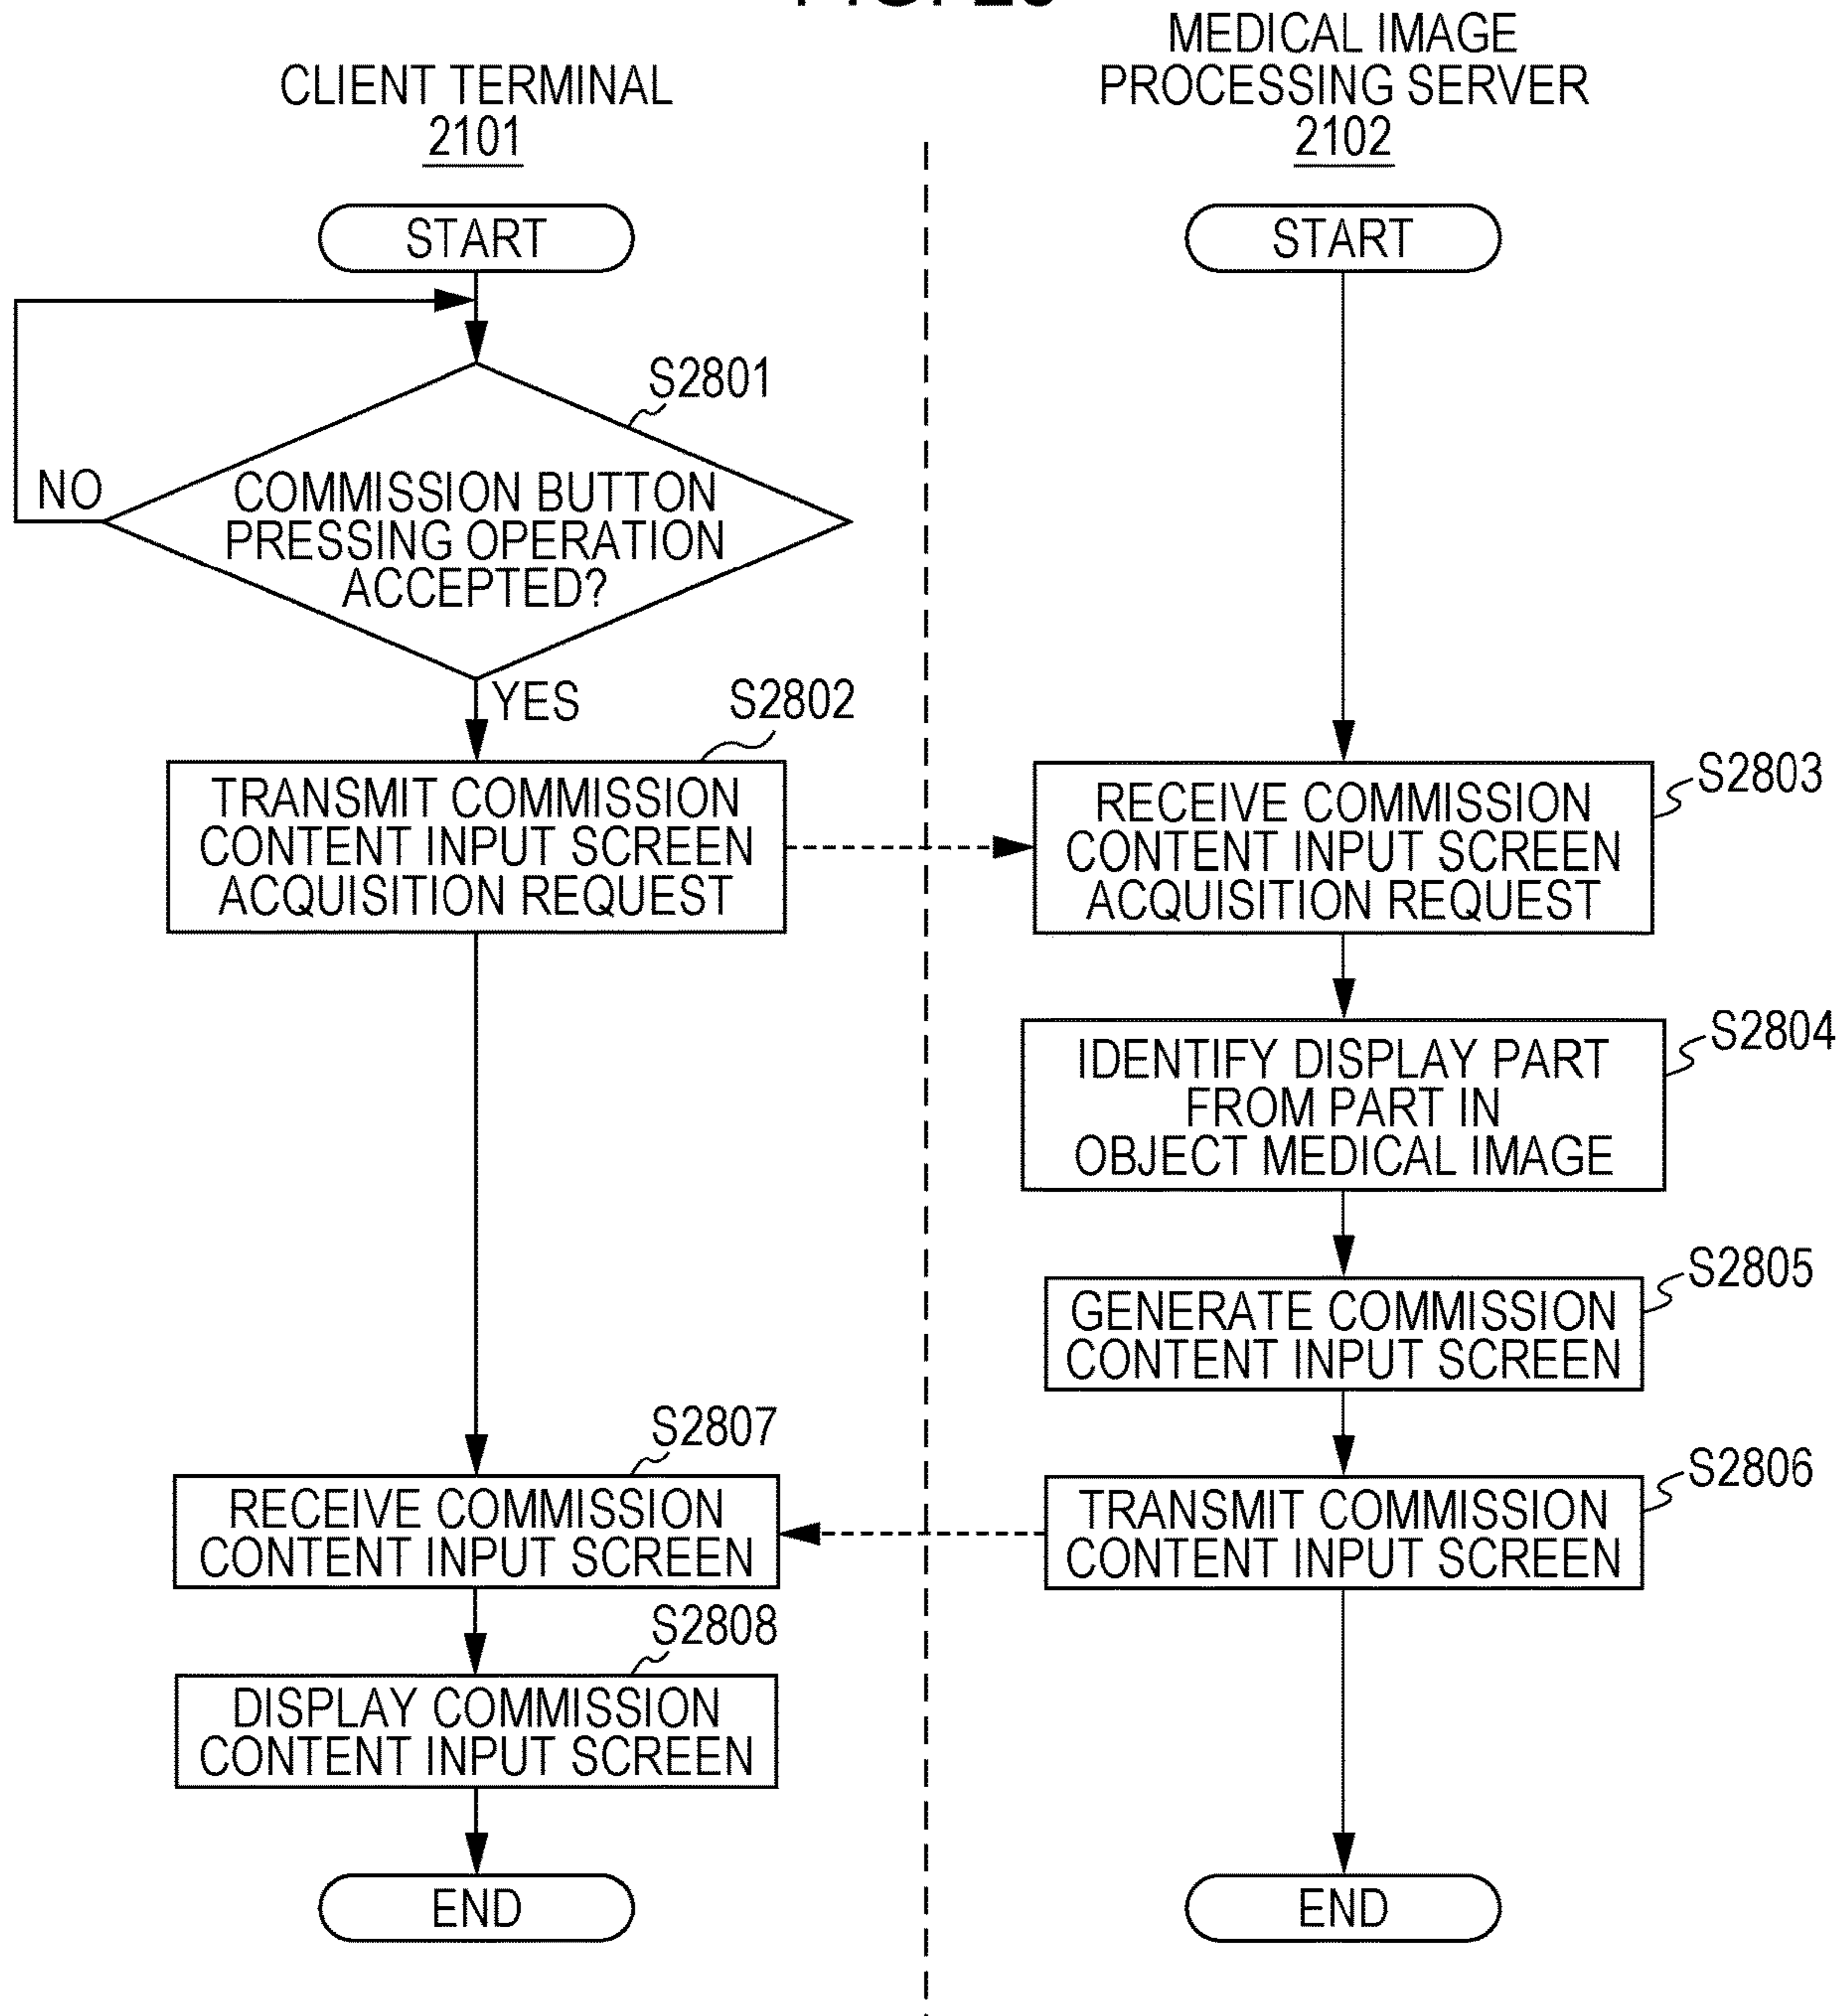 CLIENT TERMINAL
2101
MEDICAL IMAGE
PROCESSING SERVER
2102
START
START
S2801
NO
COMMISSION BUTTON
PRESSING OPERATION
ACCEPTED?
YES
S2802
TRANSMIT COMMISSION
CONTENT INPUT SCREEN
ACQUISITION REQUEST
S2803
RECEIVE COMMISSION
CONTENT INPUT SCREEN
ACQUISITION REQUEST
S2804
IDENTIFY DISPLAY PART
FROM PART IN
OBJECT MEDICAL IMAGE
S2805
GENERATE COMMISSION
CONTENT INPUT SCREEN
S2806
TRANSMIT COMMISSION
CONTENT INPUT SCREEN
S2807
RECEIVE COMMISSION
CONTENT INPUT SCREEN
S2808
DISPLAY COMMISSION
CONTENT INPUT SCREEN
END
END